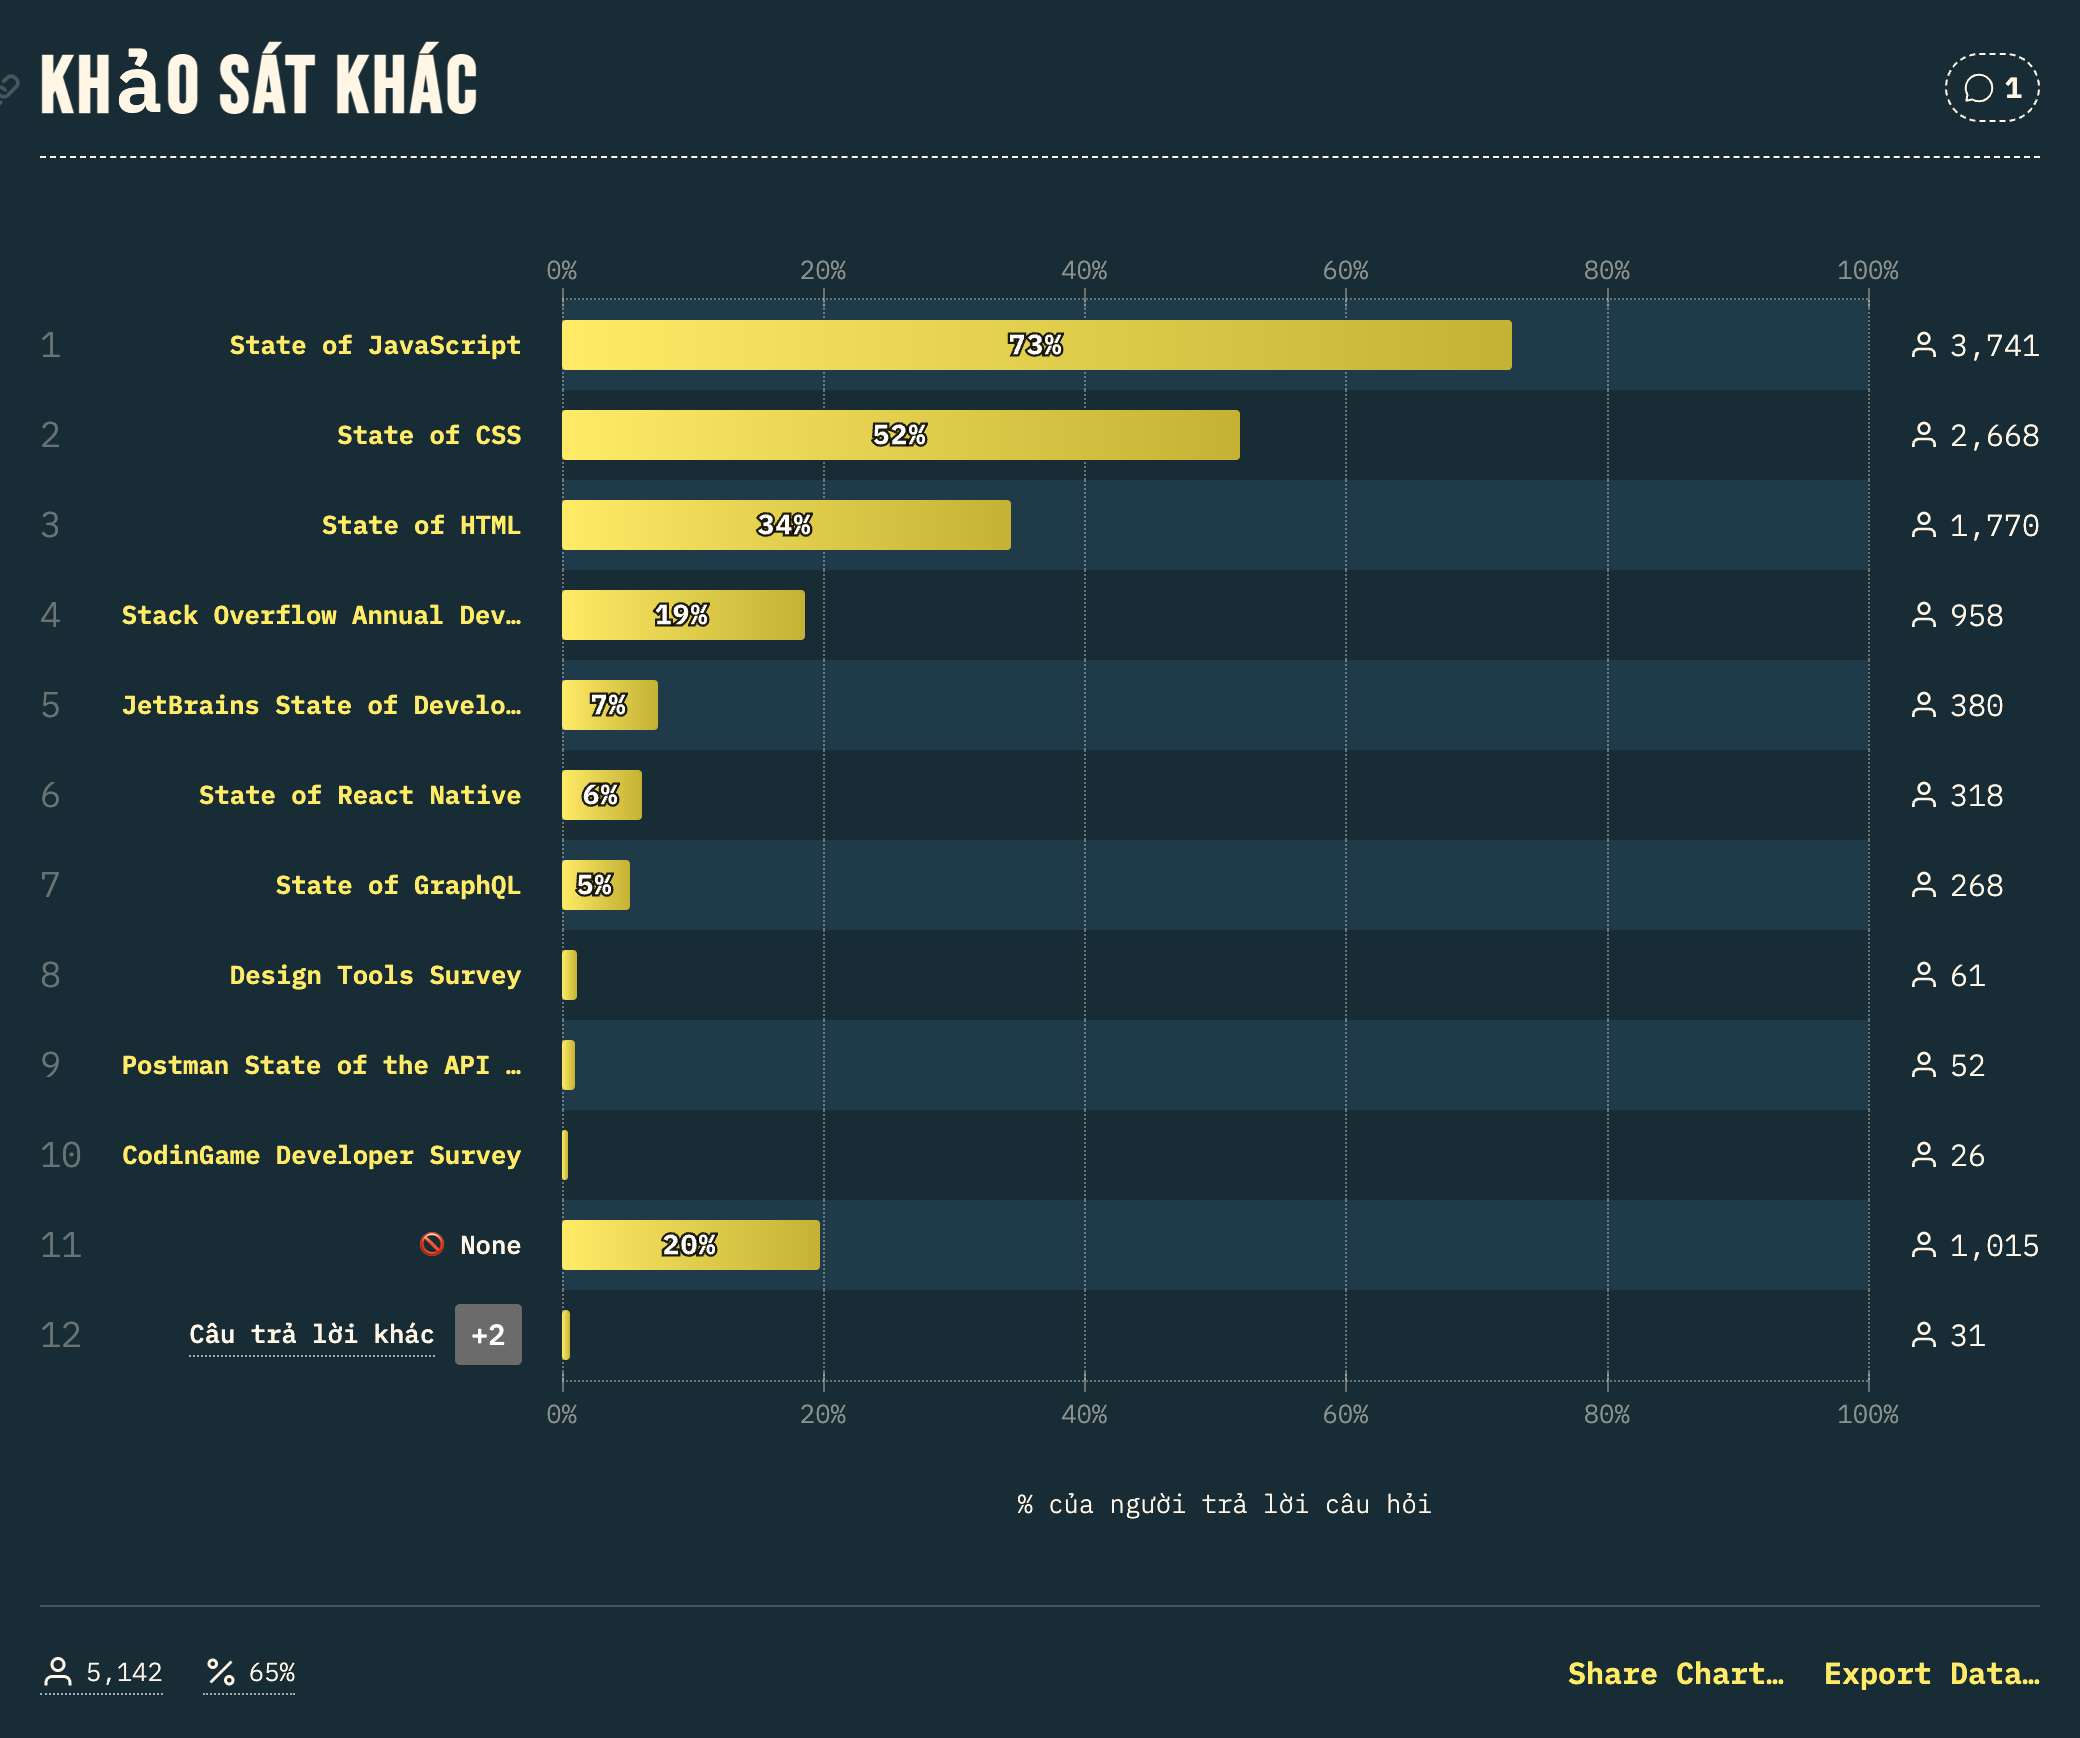 KHảO SÁT KHÁC
1
0% 20% 40% 60% 80% 100%
1 State of JavaScript 73% 3,741
2 State of CSS 52% 2,668
3 State of HTML 34% 1,770
4 Stack Overflow Annual Dev… 19% 958
5 JetBrains State of Develo… 7% 380
6 State of React Native 6% 318
7 State of GraphQL 5% 268
8 Design Tools Survey 61
9 Postman State of the API … 52
10 CodinGame Developer Survey 26
11 🚫 None 20% 1,015
12 Câu trả lời khác +2 31
0% 20% 40% 60% 80% 100%
% của người trả lời câu hỏi
5,142 65% Share Chart… Export Data…